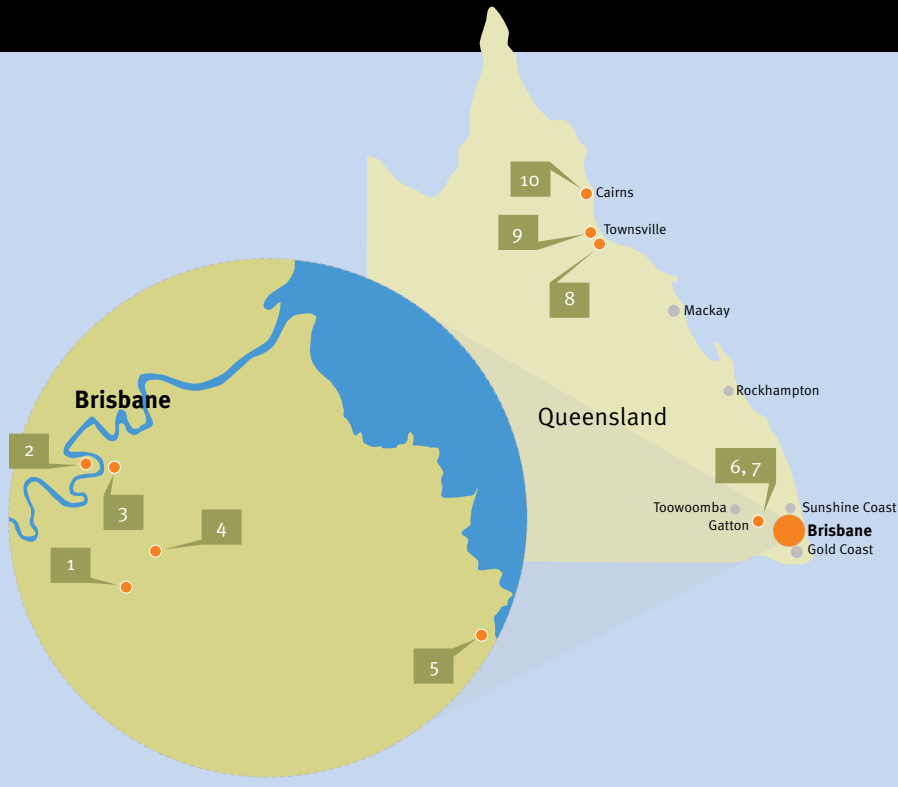 10
Cairns
9
Townsville
8
Mackay
Rockhampton
Queensland
Brisbane
2
3
4
1
5
6, 7
Toowoomba
Sunshine Coast
Gatton
Brisbane
Gold Coast